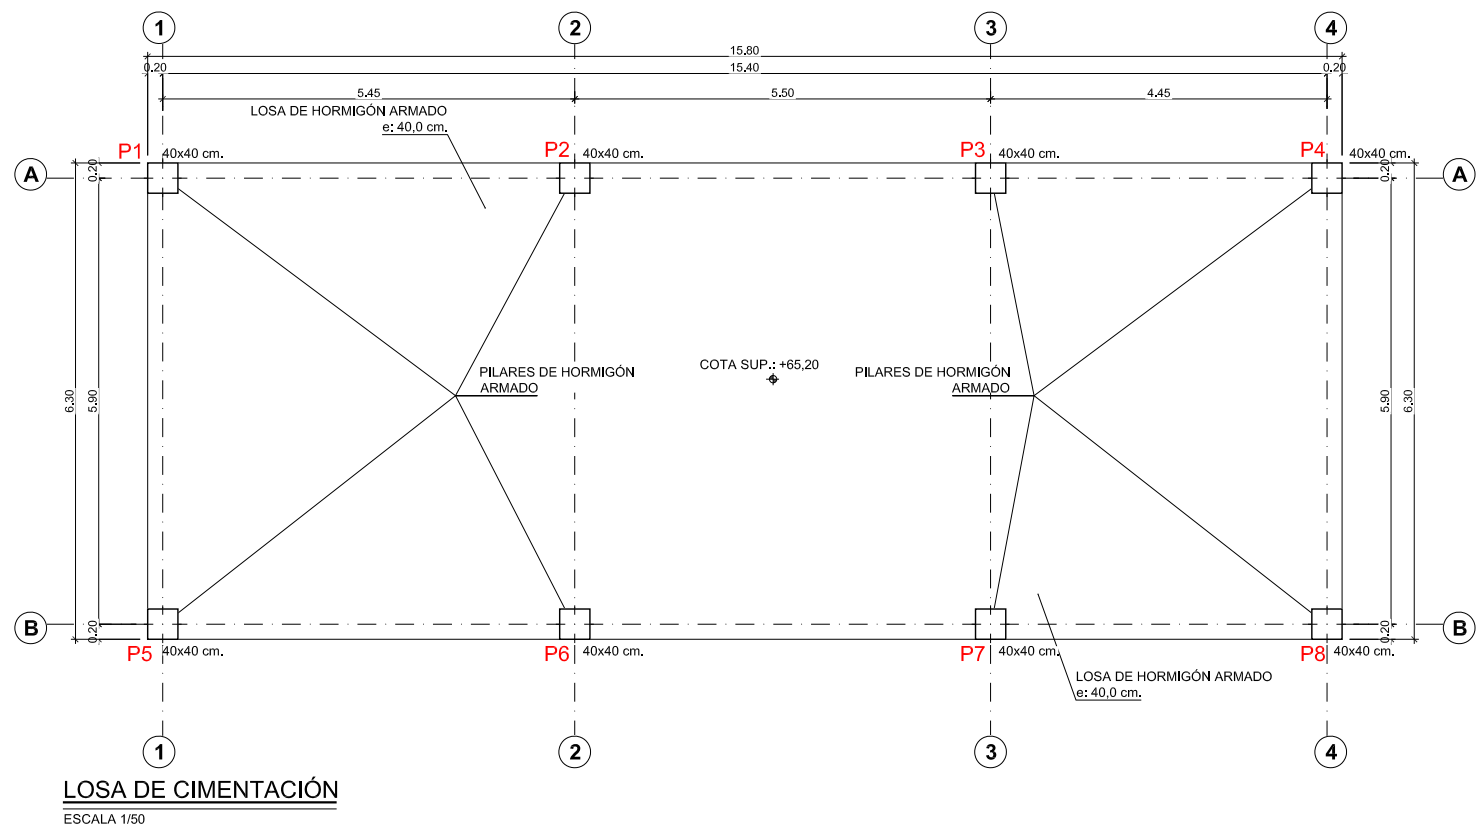 1 2 3 4
15.80
0.20 15.40 0.20
5.45 5.50 4.45
LOSA DE HORMIGÓN ARMADO
e: 40,0 cm.
P1 40x40 cm. P2 40x40 cm. P3 40x40 cm. P4 40x40 cm.
A 0.20 0.20 A
COTA SUP.: +65,20
PILARES DE HORMIGÓN
ARMADO
PILARES DE HORMIGÓN
ARMADO
6.30 5.90 5.90 6.30
B 0.20 0.20 B
P5 40x40 cm. P6 40x40 cm. P7 40x40 cm. P8 40x40 cm.
LOSA DE HORMIGÓN ARMADO
e: 40,0 cm.
1 2 3 4
LOSA DE CIMENTACIÓN
ESCALA 1/50